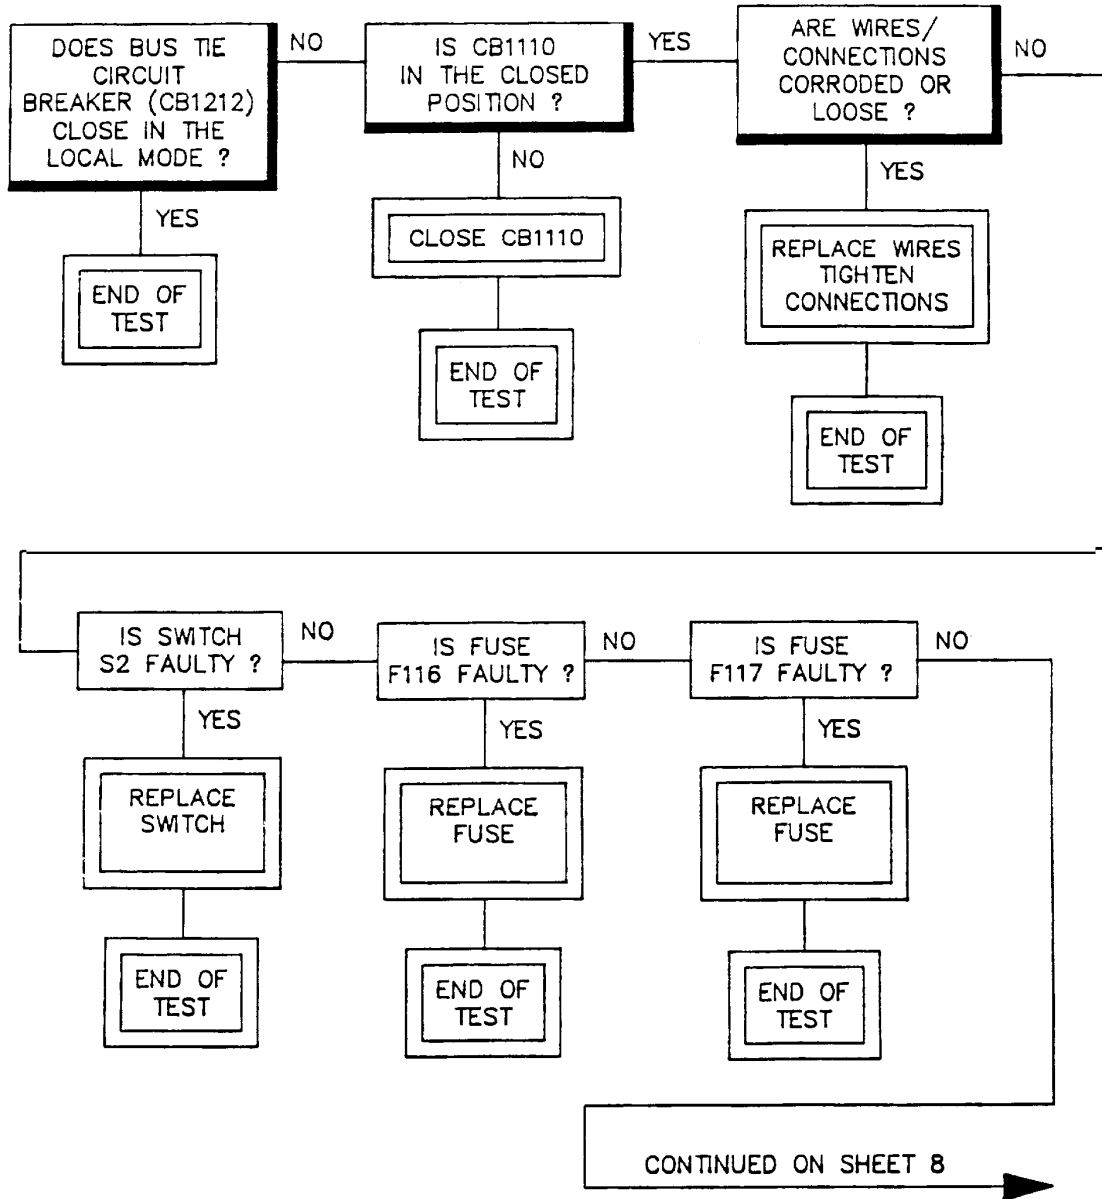 DOES BUS TIE
CIRCUIT
BREAKER (CB1212)
CLOSE IN THE
LOCAL MODE ?
NO
YES
END OF
TEST
IS CB1110
IN THE CLOSED
POSITION ?
YES
NO
CLOSE CB1110
END OF
TEST
ARE WIRES/
CONNECTIONS
CORRODED OR
LOOSE ?
NO
YES
REPLACE WIRES
TIGHTEN
CONNECTIONS
END OF
TEST
IS SWITCH
S2 FAULTY ?
NO
YES
REPLACE
SWITCH
END OF
TEST
IS FUSE
F116 FAULTY ?
NO
YES
REPLACE
FUSE
END OF
TEST
IS FUSE
F117 FAULTY ?
NO
YES
REPLACE
FUSE
END OF
TEST
CONTINUED ON SHEET 8